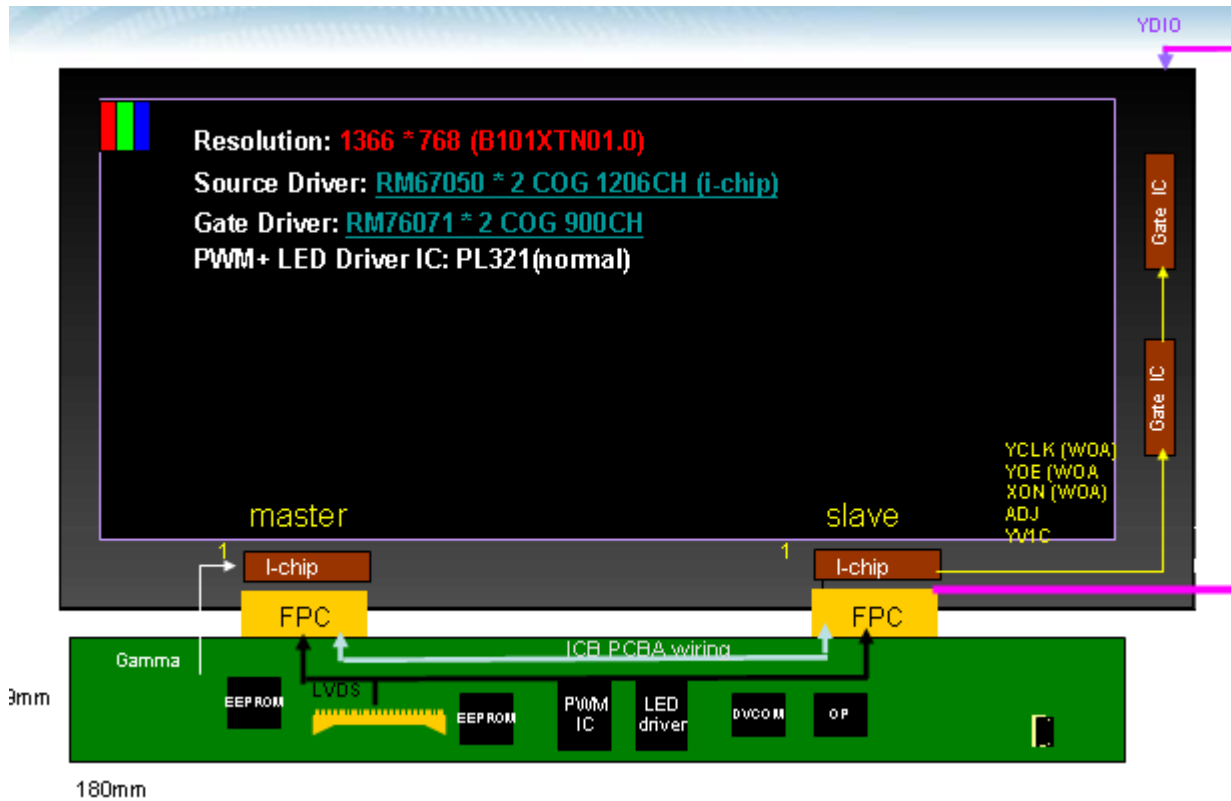 YDIO
Resolution: 1366 * 768 (B101XTN01.0)
Source Driver: RM67050 * 2 COG 1206CH (i-chip)
Gate Driver: RM76071 * 2 COG 900CH
PWM+ LED Driver IC: PL321(normal)
Gate IC
Gate IC
YCLK (WOA)
YOE (WOA
XON (WOA)
ADJ
YV1C
master
slave
1
I-chip
1
I-chip
FPC
FPC
ICB PCBA wiring
Gamma
EEPROM
LVDS
EEPROM
PWM
IC
LED
driver
DVCOM
OP
mm
180mm